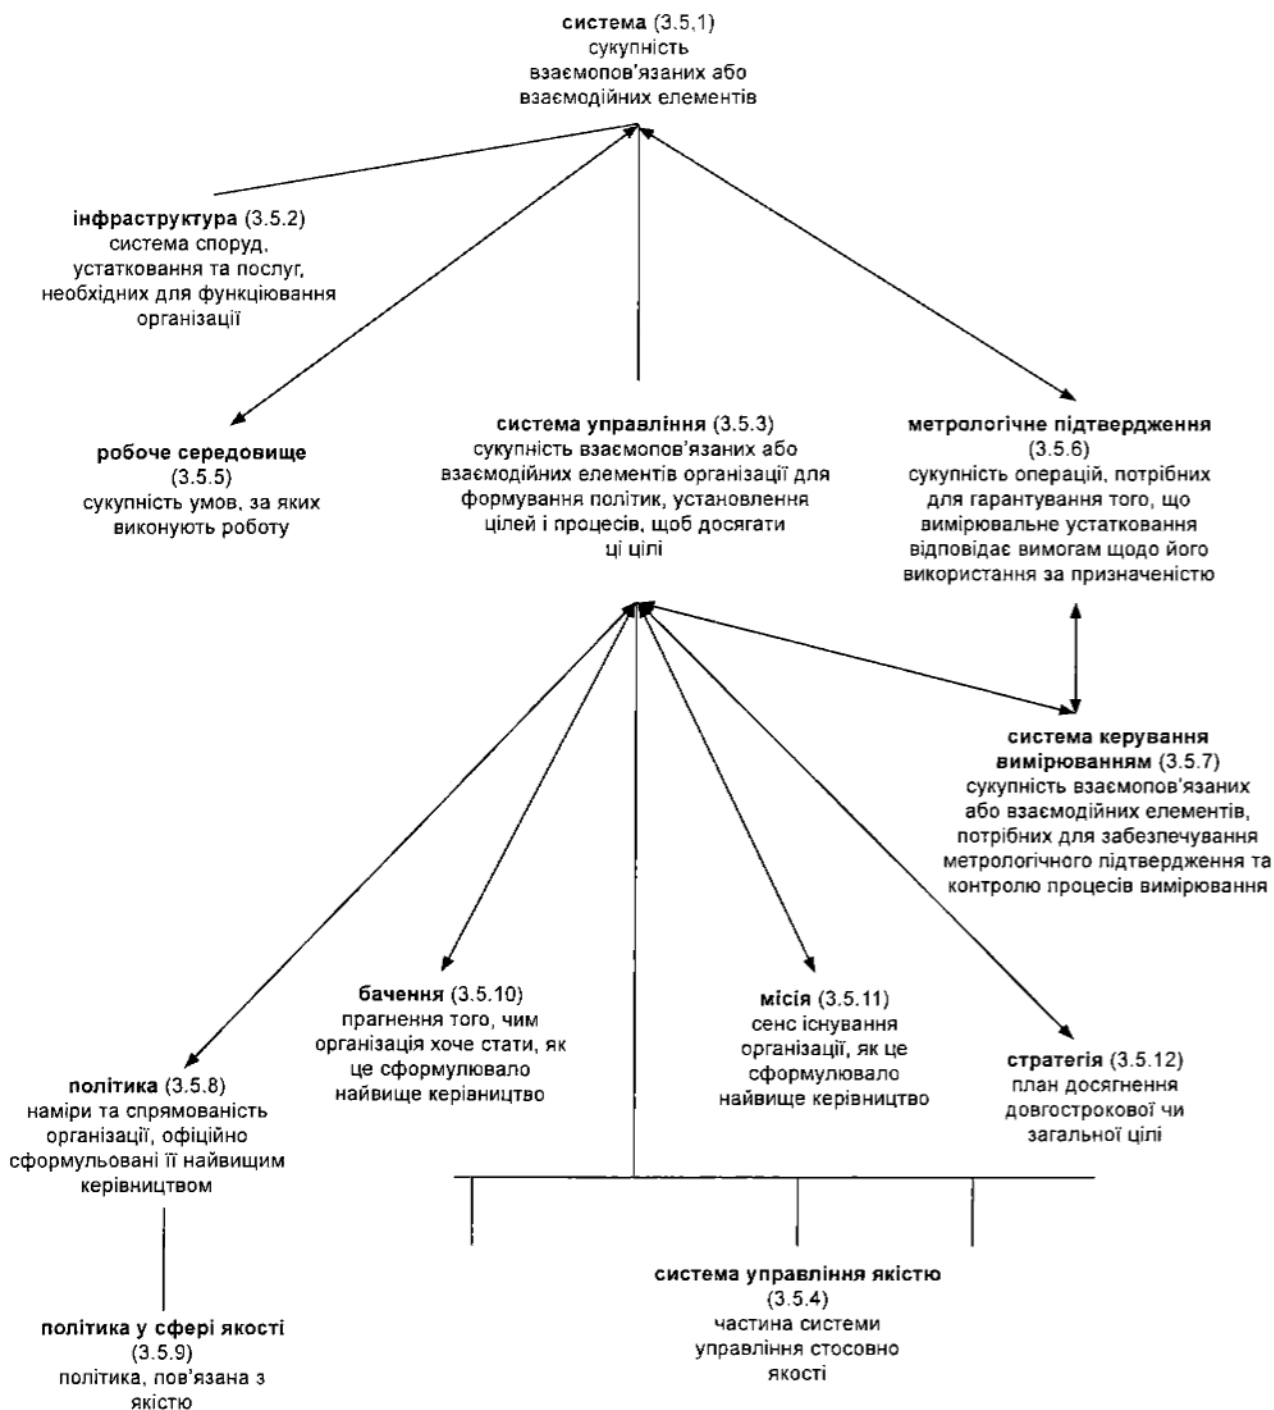 система (3.5,1)
сукупність
взаємопов'язаних або
взаємодійних елементів
інфраструктура (3.5.2)
система споруд,
устатковання та послуг,
необхідних для функціювання
організації
робоче середовище
(3.5.5)
сукупність умов, за яких
виконують роботу
система управління (3.5.3)
сукупність взаємопов'язаних або
взаємодійних елементів організації для
формування політик, установлення
цілей і процесів, щоб досягати
ці цілі
метрологічне підтвердження
(3.5.6)
сукупність операцій, потрібних
для гарантування того, що
вимірювальне устатковання
відповідає вимогам щодо його
використання за призначеністю
система керування
вимірюванням (3.5.7)
сукупність взаємопов'язаних
або взаємодійних елементів,
потрібних для забезпечування
метрологічного підтвердження та
контролю процесів вимірювання
бачення (3.5.10)
прагнення того, чим
організація хоче стати, як
це сформулювало
найвище керівництво
місія (3.5.11)
сенс існування
організації, як це
сформулювало
найвище керівництво
стратегія (3.5.12)
план досягнення
довгострокової чи
загальної цілі
політика (3.5.8)
наміри та спрямованість
організації, офіційно
сформульовані її найвищим
керівництвом
політика у сфері якості
(3.5.9)
політика, пов'язана з
якістю
система управління якістю
(3.5.4)
частина системи
управління стосовно
якості